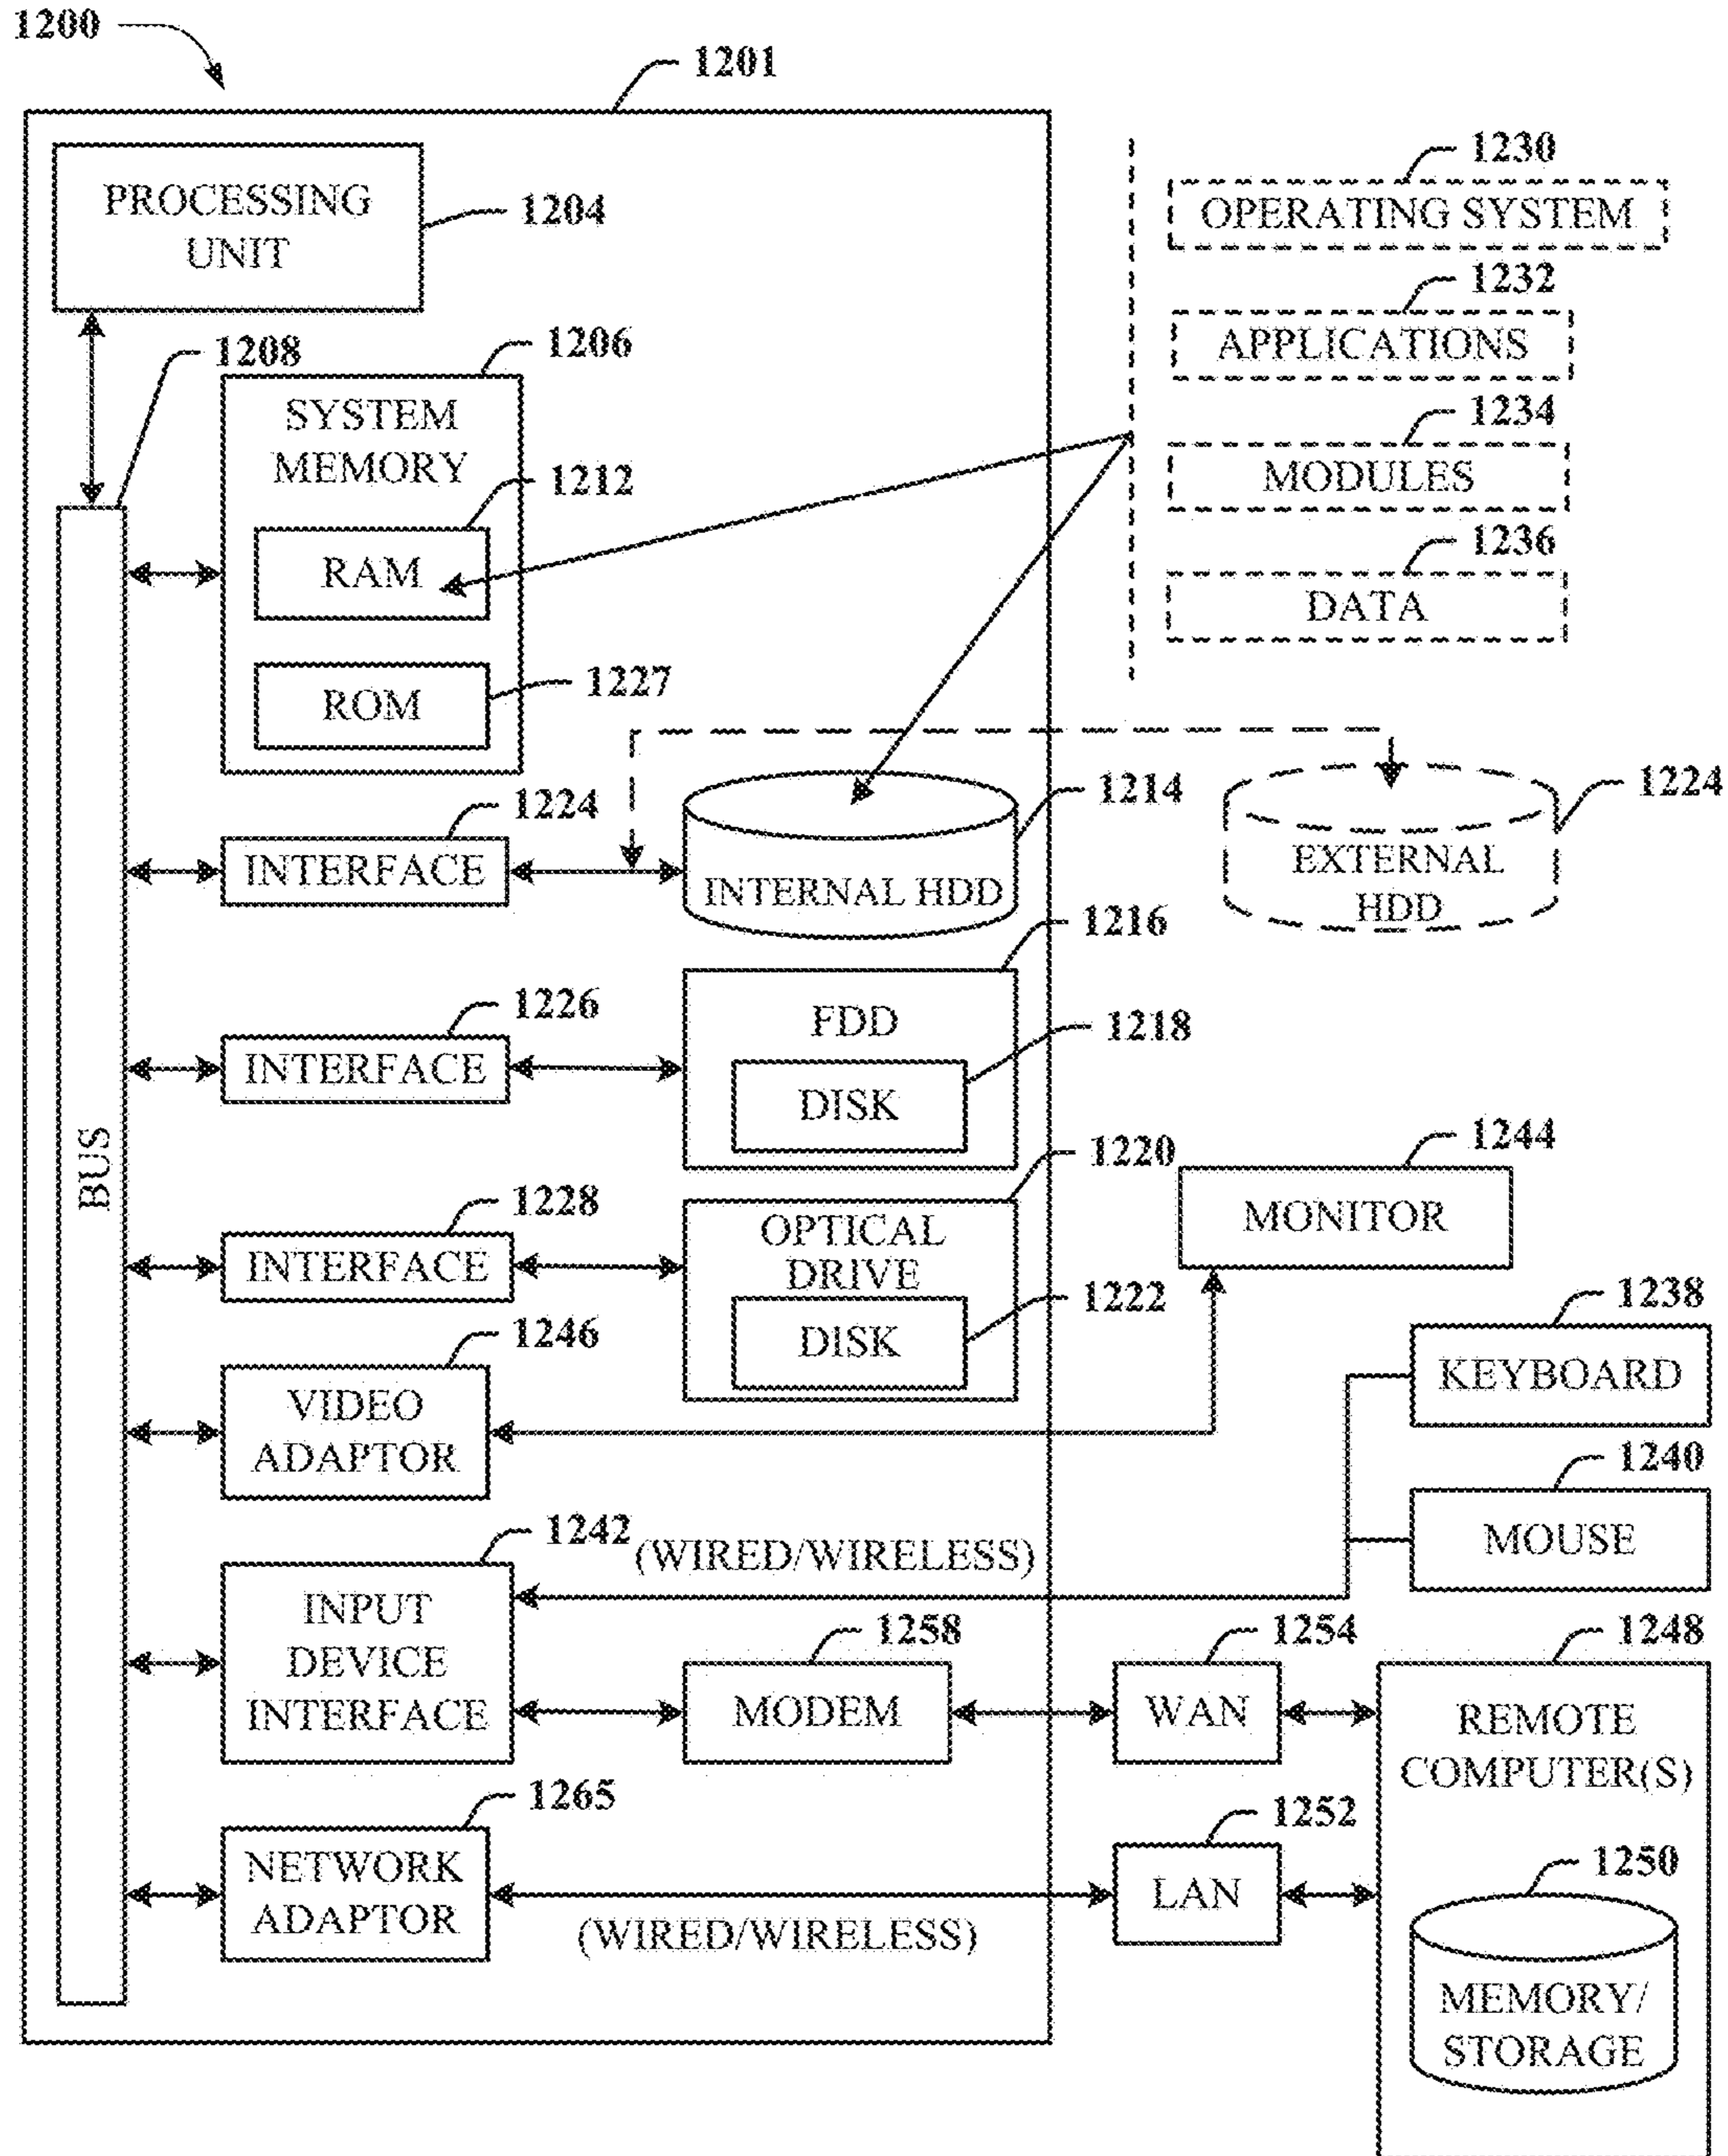 1200
1201
PROCESSING
UNIT
1204
1230
OPERATING SYSTEM
1232
APPLICATIONS
1234
MODULES
1236
DATA
1208
1206
SYSTEM
MEMORY
1212
RAM
1227
ROM
1224
INTERFACE
1214
INTERNAL HDD
1224
EXTERNAL
HDD
1216
FDD
1226
INTERFACE
1218
DISK
BUS
1220
OPTICAL
DRIVE
1228
INTERFACE
1222
DISK
1244
MONITOR
1246
VIDEO
ADAPTOR
1238
KEYBOARD
1240
MOUSE
1242
(WIRED/WIRELESS)
INPUT
DEVICE
INTERFACE
1258
MODEM
1254
WAN
1248
REMOTE
COMPUTER(S)
1265
NETWORK
ADAPTOR
(WIRED/WIRELESS)
1252
LAN
1250
MEMORY/
STORAGE